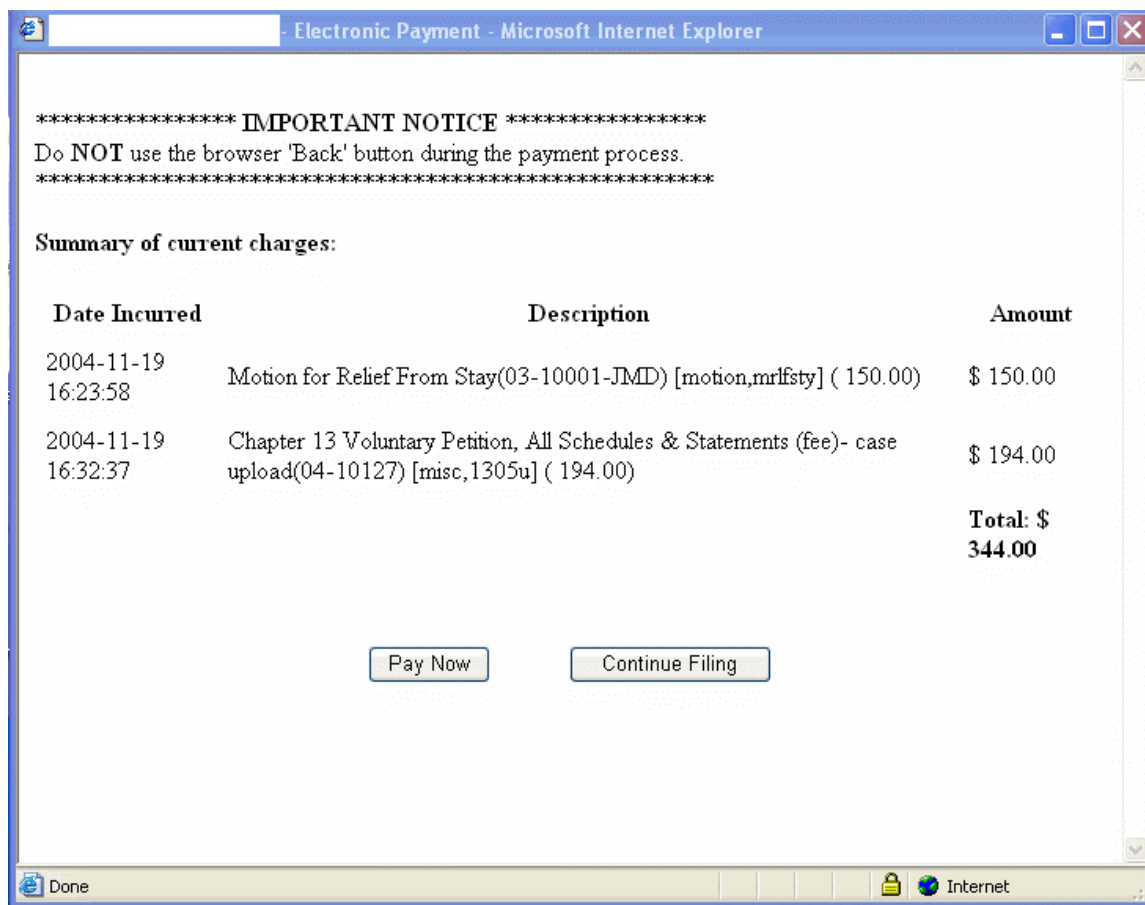 - Electronic Payment - Microsoft Internet Explorer
**************** IMPORTANT NOTICE ****************
Do NOT use the browser 'Back' button during the payment process.
******************************************************
Summary of current charges:
Date Incurred Description Amount
2004-11-19 16:23:58 Motion for Relief From Stay(03-10001-JMD) [motion,mrlfsty] ( 150.00) $ 150.00
2004-11-19 16:32:37 Chapter 13 Voluntary Petition, All Schedules & Statements (fee)- case
upload(04-10127) [misc,1305u] ( 194.00) $ 194.00
Total: $
344.00
Pay Now Continue Filing
Done Internet